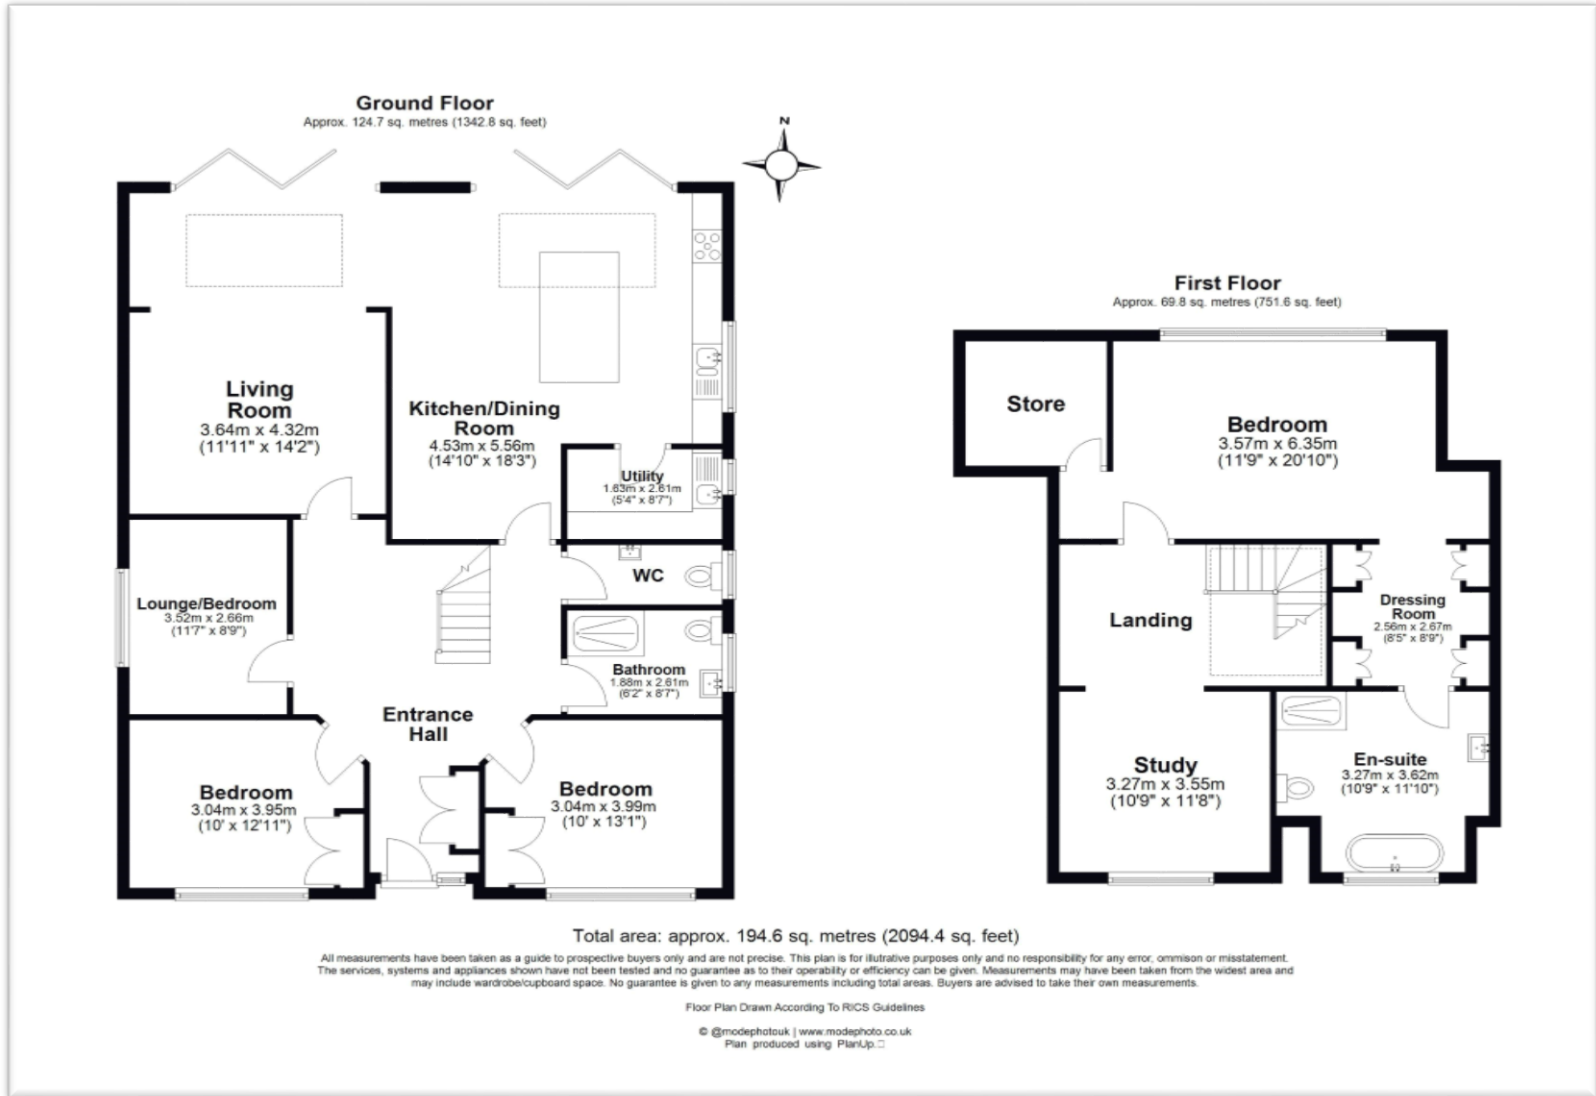 Ground Floor
Approx. 124.7 sq. metres (1342.8 sq. feet)
N
Living
Room
3.64m x 4.32m
(11'11" x 14'2")
Kitchen/Dining
Room
4.53m x 5.56m
(14'10" x 18'3")
Utility
1.63m x 2.61m
(5'4" x 8'7")
WC
Lounge/Bedroom
3.52m x 2.66m
(11'7" x 8'9")
Bathroom
1.88m x 2.61m
(6'2" x 8'7")
Entrance
Hall
Bedroom
3.04m x 3.95m
(10' x 12'11")
Bedroom
3.04m x 3.99m
(10' x 13'1")
First Floor
Approx. 69.8 sq. metres (751.6 sq. feet)
Store
Bedroom
3.57m x 6.35m
(11'9" x 20'10")
Landing
Dressing
Room
2.56m x 2.67m
(8'5" x 8'9")
Study
3.27m x 3.55m
(10'9" x 11'8")
En-suite
3.27m x 3.62m
(10'9" x 11'10")
Total area: approx. 194.6 sq. metres (2094.4 sq. feet)
All measurements have been taken as a guide to prospective buyers only and are not precise. This plan is for illutrative purposes only and no responsibility for any error, ommison or misstatement.
The services, systems and appliances shown have not been tested and no guarantee as to their operability or efficiency can be given. Measurements may have been taken from the widest area and
may include wardrobe/cupboard space. No guarantee is given to any measurements including total areas. Buyers are advised to take their own measurements.
Floor Plan Drawn According To RICS Guidelines
© @modephotouk | www.modephoto.co.uk
Plan produced using PlanUp.